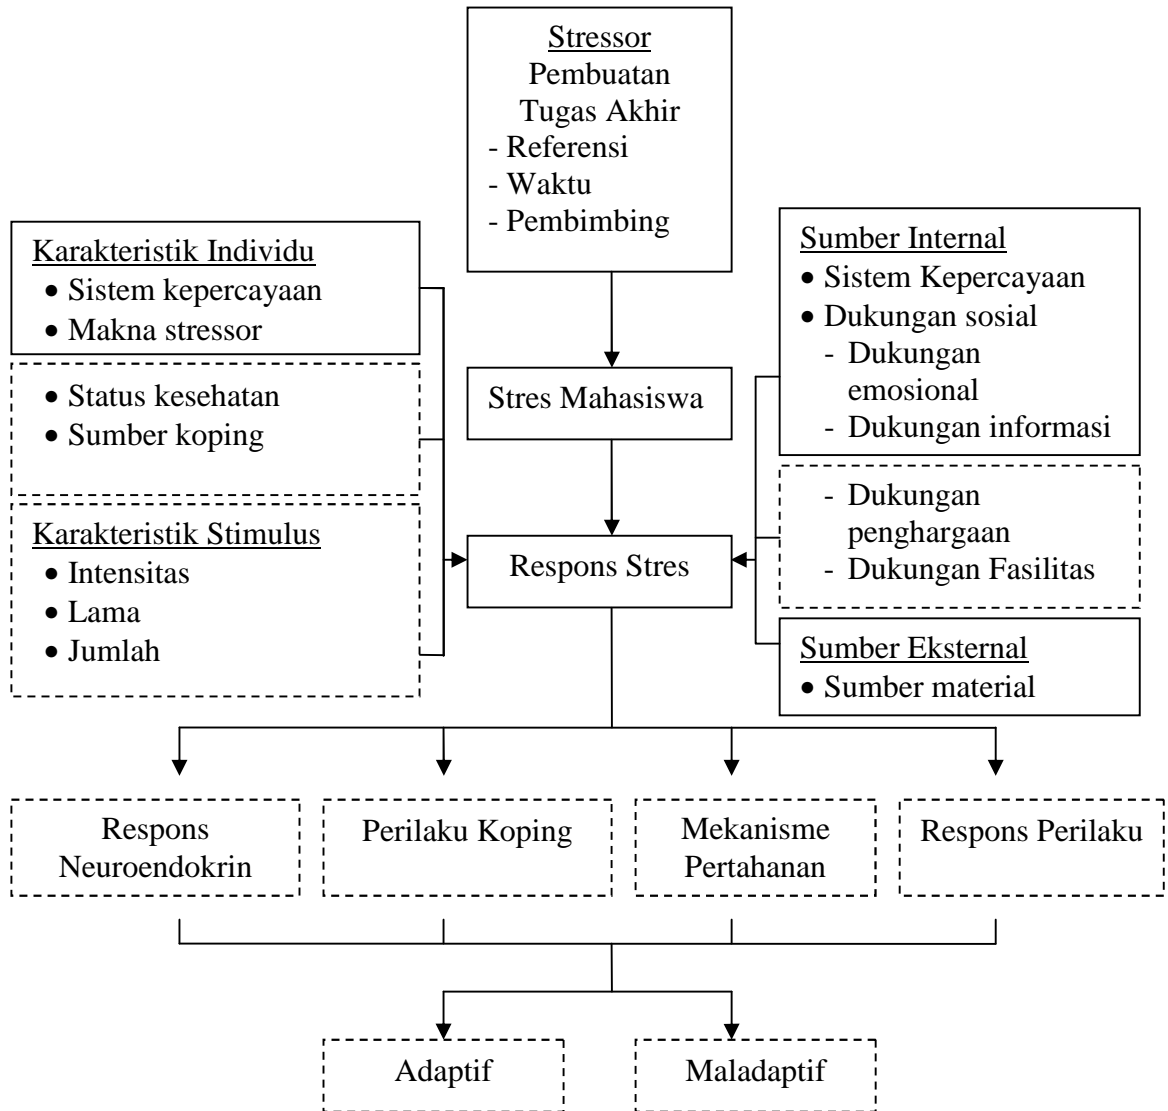 Stressor
Pembuatan
Tugas Akhir
- Referensi
- Waktu
- Pembimbing
Karakteristik Individu
• Sistem kepercayaan
• Makna stressor
• Status kesehatan
• Sumber koping
Karakteristik Stimulus
• Intensitas
• Lama
• Jumlah
Stres Mahasiswa
Respons Stres
Sumber Internal
• Sistem Kepercayaan
• Dukungan sosial
- Dukungan
emosional
- Dukungan informasi
- Dukungan
penghargaan
- Dukungan Fasilitas
Sumber Eksternal
• Sumber material
Respons
Neuroendokrin
Perilaku Koping
Mekanisme
Pertahanan
Respons Perilaku
Adaptif
Maladaptif